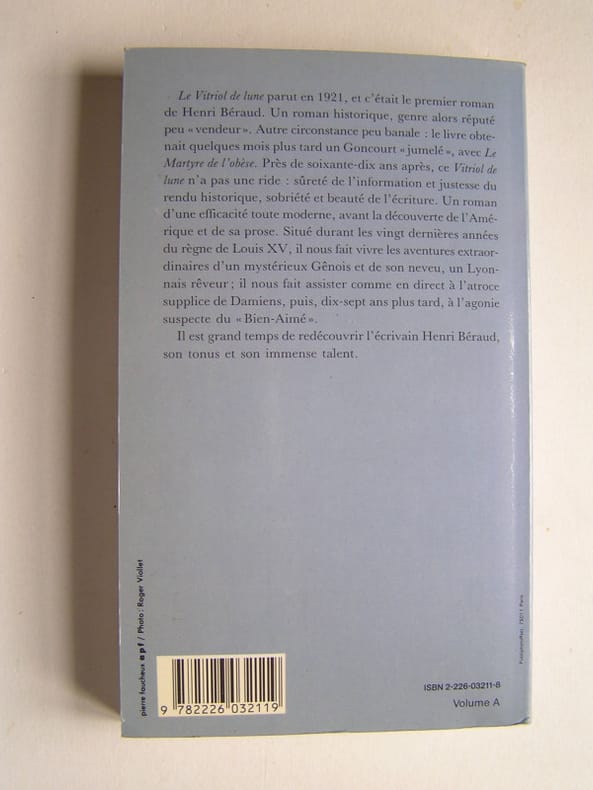 Le Vitriol de lune parut en 1921, et c'était le premier roman
de Henri Béraud. Un roman historique, genre alors réputé
peu « vendeur ». Autre circonstance peu banale : le livre obte-
nait quelques mois plus tard un Goncourt « jumelé », avec Le
Martyre de l'obèse. Près de soixante-dix ans après, ce Vitriol de
lune n'a pas une ride : sûreté de l'information et justesse du
rendu historique, sobriété et beauté de l'écriture. Un roman
d'une efficacité toute moderne, avant la découverte de l'Amé-
rique et de sa prose. Situé durant les vingt dernières années
du règne de Louis XV, il nous fait vivre les aventures extraor-
dinaires d'un mystérieux Gênois et de son neveu, un Lyon-
nais rêveur ; il nous fait assister comme en direct à l'atroce
supplice de Damiens, puis, dix-sept ans plus tard, à l'agonie
suspecte du « Bien-Aimé ».
Il est grand temps de redécouvrir l'écrivain Henri Béraud,
son tonus et son immense talent.
pierre faucheux apf / Photo : Roger Viollet
75011 Paris
ISBN 2-226-03211-8
Volume A
9 782226 032119